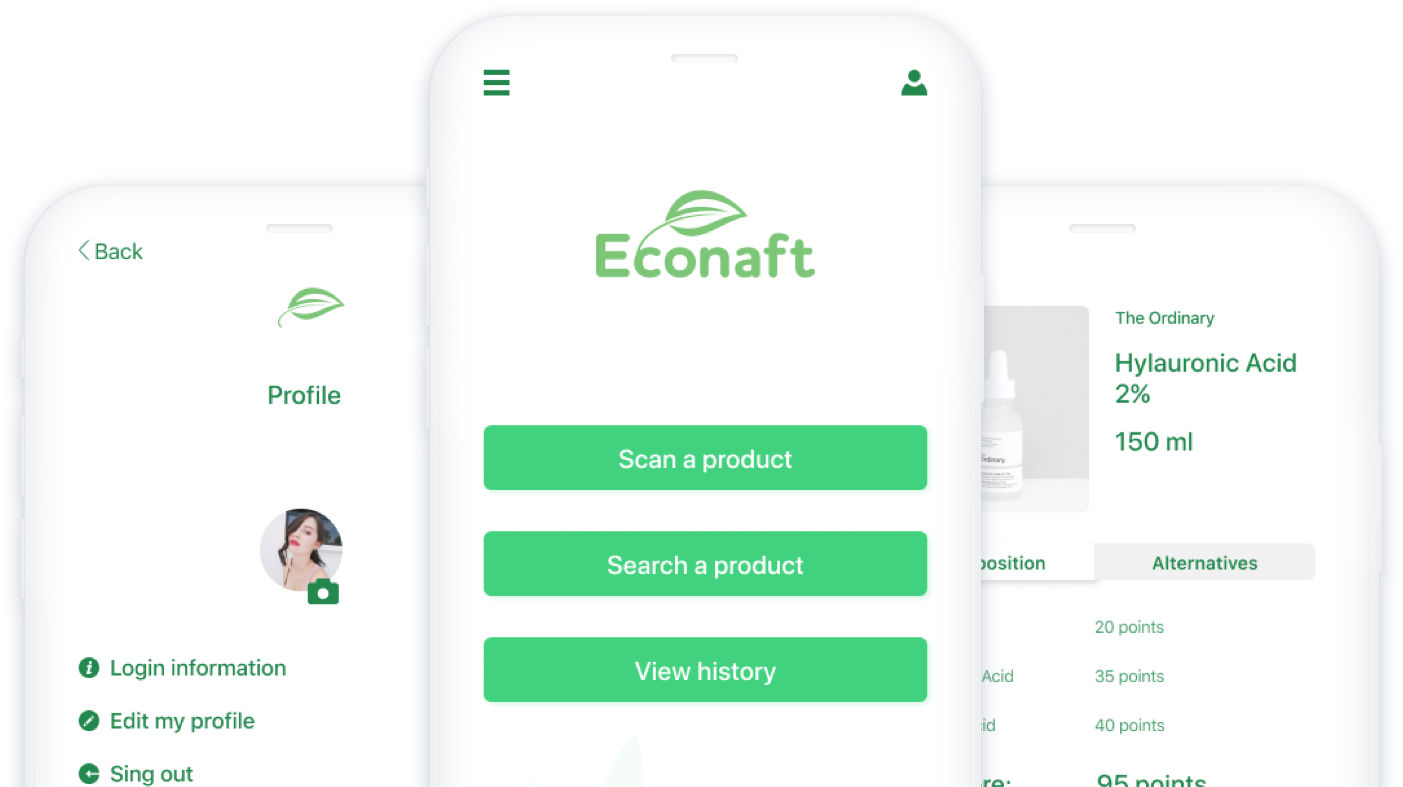 Back
Profile
Login information
Edit my profile
Sing out
Econaft
Scan a product
Search a product
View history
The Ordinary
Hylauronic Acid
2%
150 ml
Ordinary.
position
Alternatives
20 points
Acid 35 points
id 40 points
re: 95 points